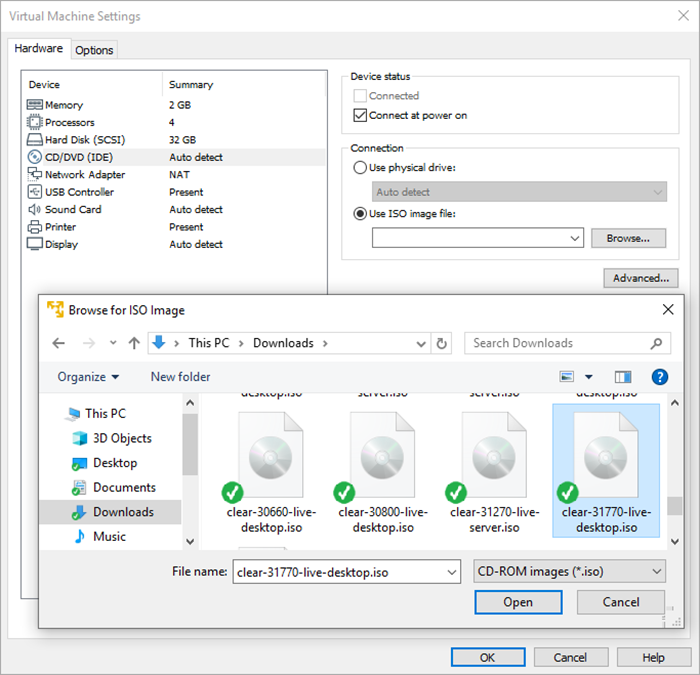 Virtual Machine Settings
Hardware
Options
Device Summary
Memory 2 GB
Processors 4
Hard Disk (SCSI) 32 GB
CD/DVD (IDE) Auto detect
Network Adapter NAT
USB Controller Present
Sound Card Auto detect
Printer Present
Display Auto detect
Device status
Connected
Connect at power on
Connection
Use physical drive:
Auto detect
Use ISO image file:
Browse...
Advanced...
Browse for ISO Image
This PC › Downloads ›
Search Downloads
Organize
New folder
This PC
3D Objects
Desktop
Documents
Downloads
Music
desktop.iso
server.iso
server.iso
desktop.iso
clear-30660-live-
desktop.iso
clear-30800-live-
desktop.iso
clear-31270-live-
server.iso
clear-31770-live-
desktop.iso
File name:
clear-31770-live-desktop.iso
CD-ROM images (*.iso)
Open
Cancel
OK
Cancel
Help